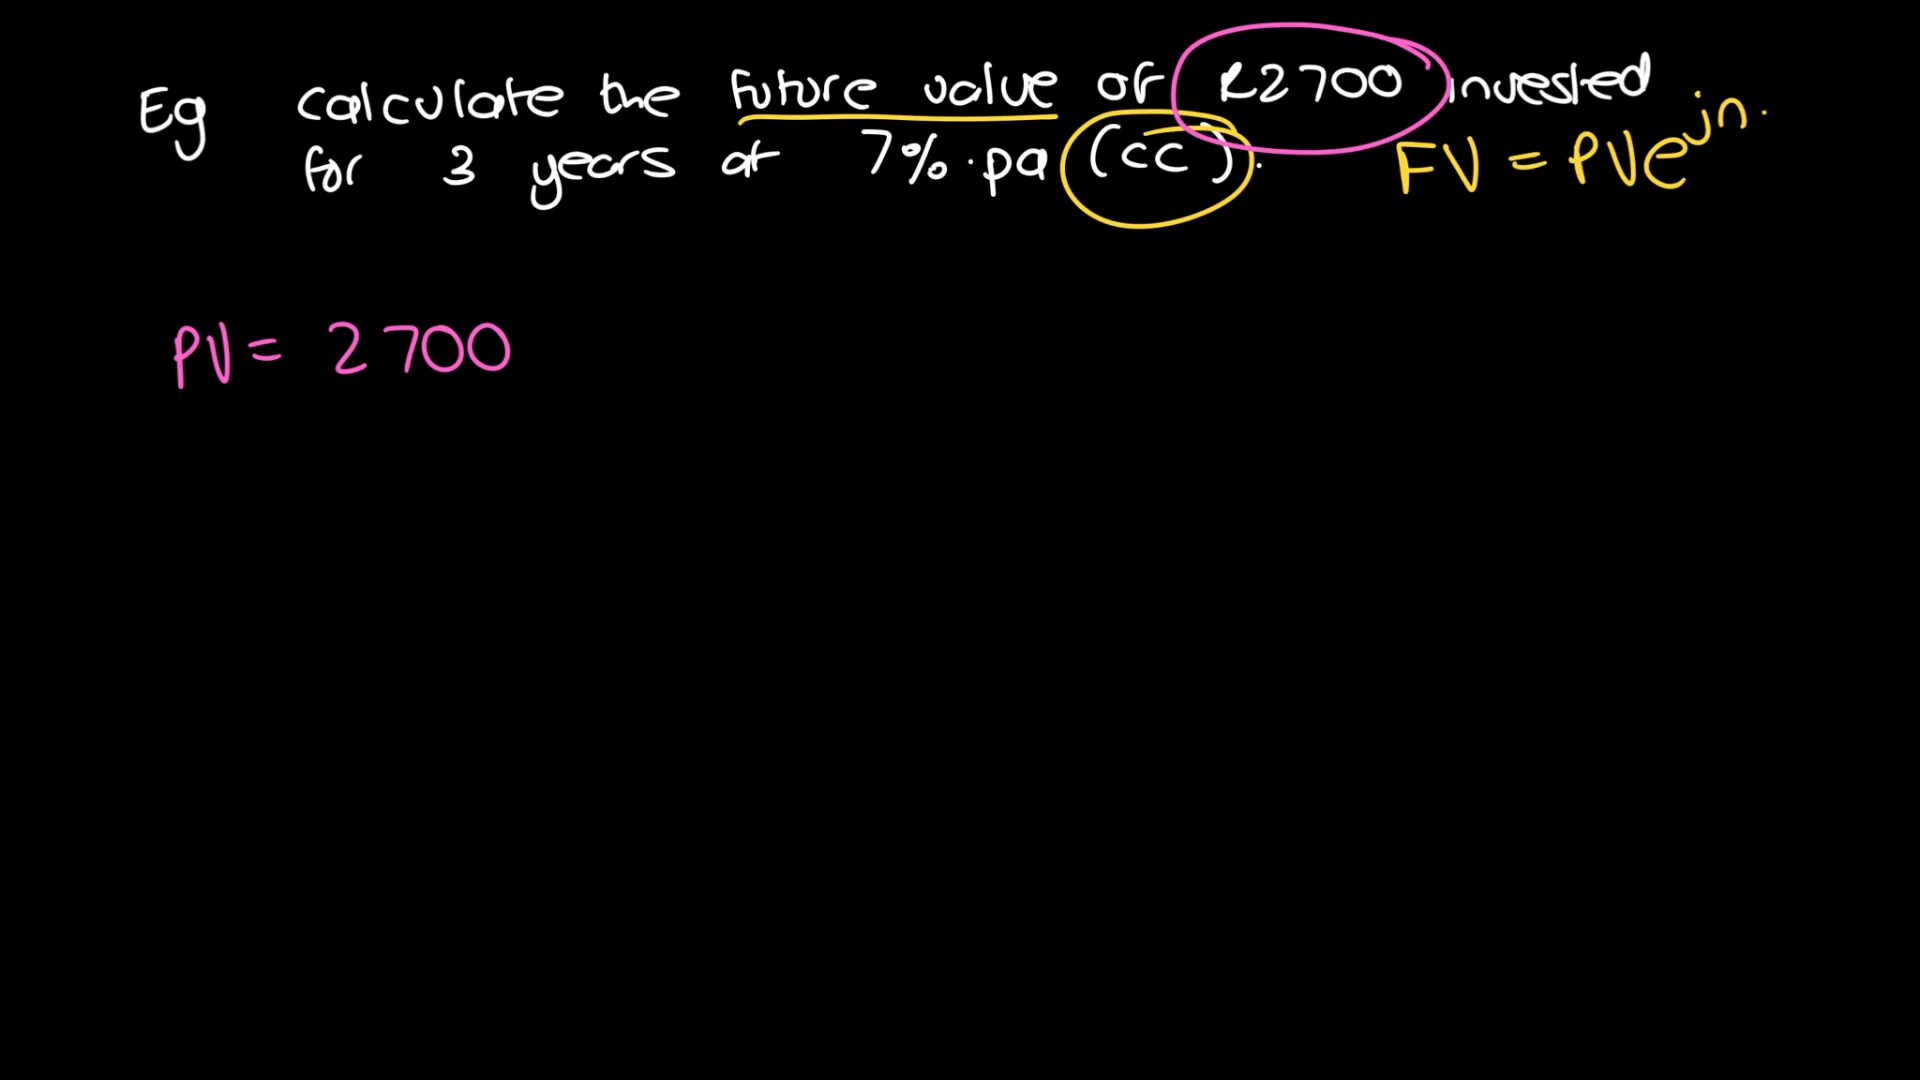 Eg calculate the future value of R2700 invested
for 3 years at 7% pa (cc).
FV = PVe^jn.
PV = 2700